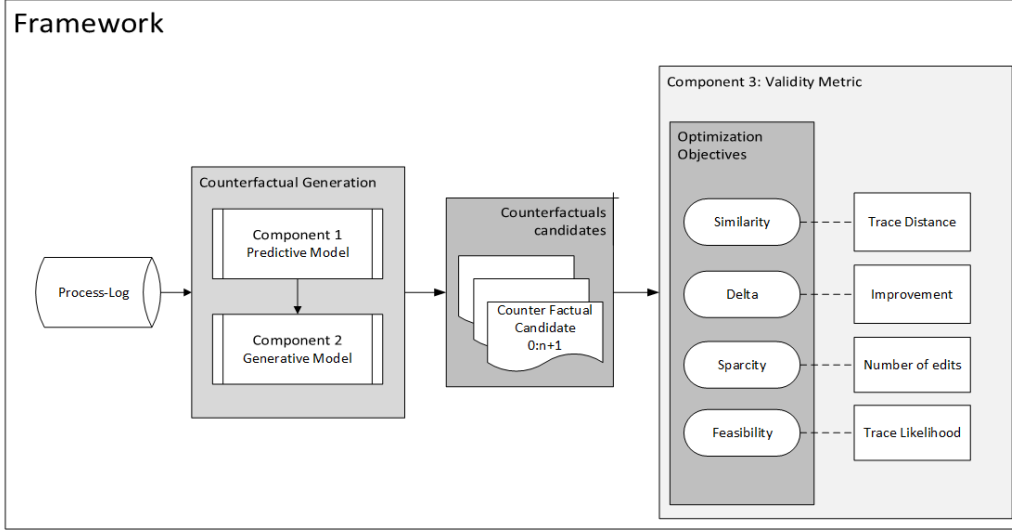 Framework
Component 3: Validity Metric
Optimization
Objectives
Counterfactual Generation
Component 1
Predictive Model
Component 2
Generative Model
Process-Log
Counterfactuals
candidates
Counter Factual
Candidate
0:n+1
Similarity
Trace Distance
Delta
Improvement
Sparcity
Number of edits
Feasibility
Trace Likelihood